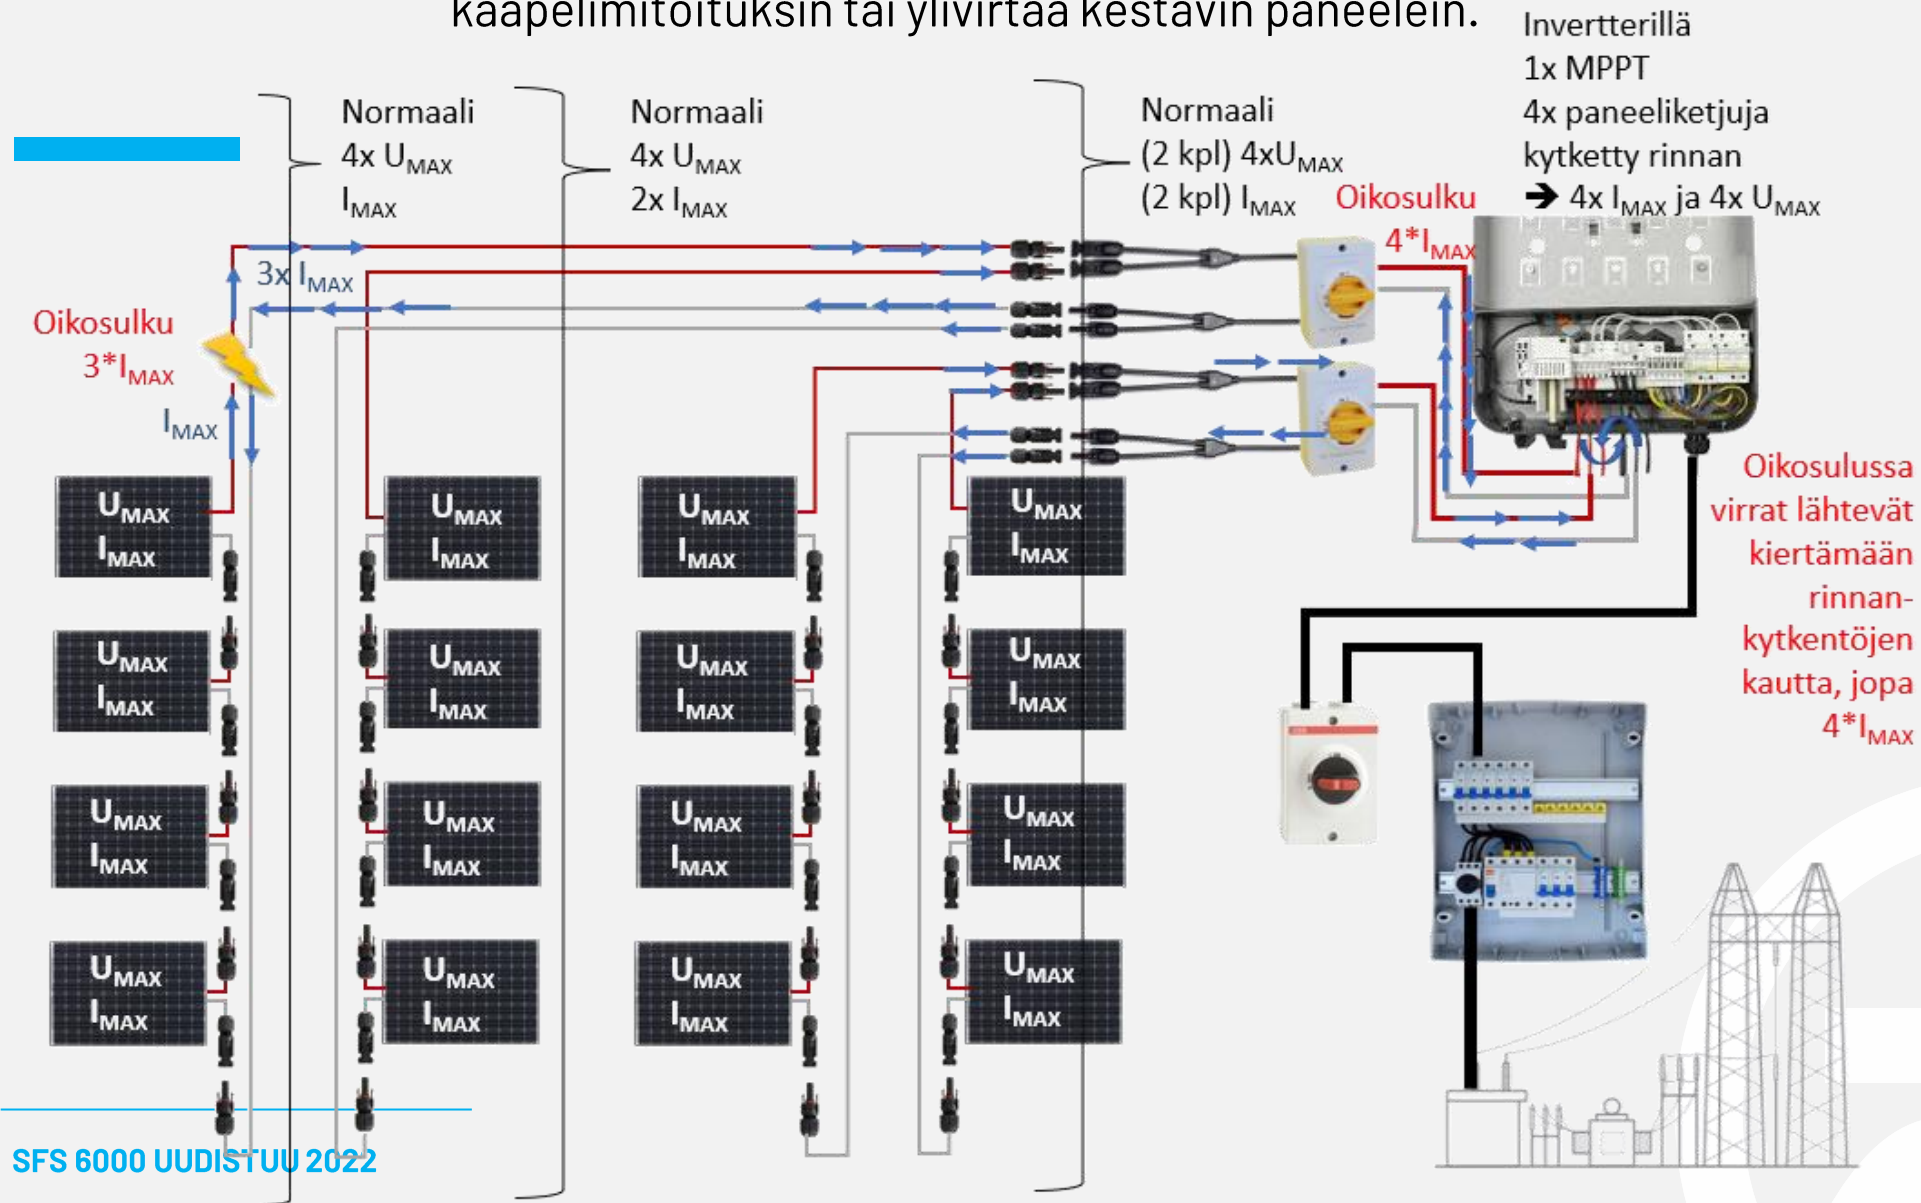 kaapelimitoituksin tai ylivirtaa kestävin paneelein.
Invertterillä
1x MPPT
4x paneeliketjuja
kytketty rinnan
➔ 4x IMAX ja 4x UMAX
Normaali
4x UMAX
IMAX
Normaali
4x UMAX
2x IMAX
Normaali
(2 kpl) 4xUMAX
(2 kpl) IMAX
Oikosulku
4*IMAX
3x IMAX
Oikosulku
3*IMAX
IMAX
Oikosulussa
virrat lähtevät
kiertämään
rinnan-
kytkentöjen
kautta, jopa
4*IMAX
UMAX
IMAX
UMAX
IMAX
UMAX
IMAX
UMAX
IMAX
UMAX
IMAX
UMAX
IMAX
UMAX
IMAX
UMAX
IMAX
UMAX
IMAX
UMAX
IMAX
UMAX
IMAX
UMAX
IMAX
UMAX
IMAX
UMAX
IMAX
UMAX
IMAX
UMAX
IMAX
SFS 6000 UUDISTUU 2022